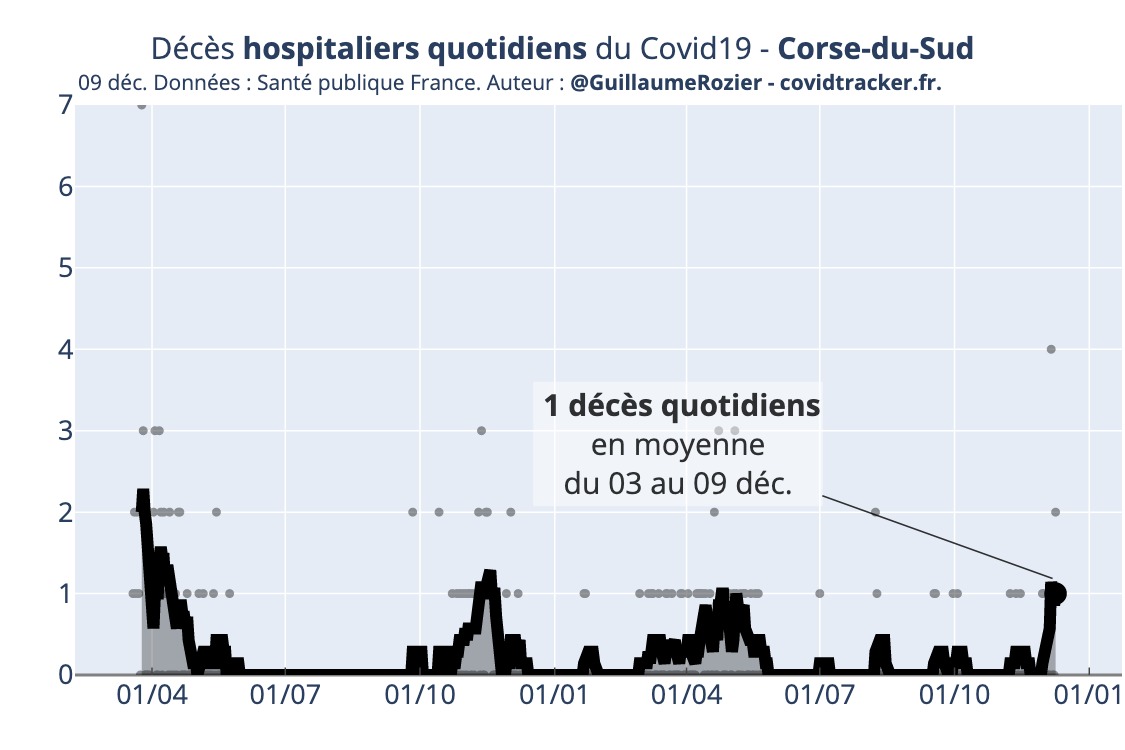 Décès hospitaliers quotidiens du Covid19 - Corse-du-Sud
09 déc. Données : Santé publique France. Auteur : @GuillaumeRozier - covidtracker.fr.
7
6
5
4
3
2
1
0
1 décès quotidiens
en moyenne
du 03 au 09 déc.
01/04 01/07 01/10 01/01 01/04 01/07 01/10 01/01